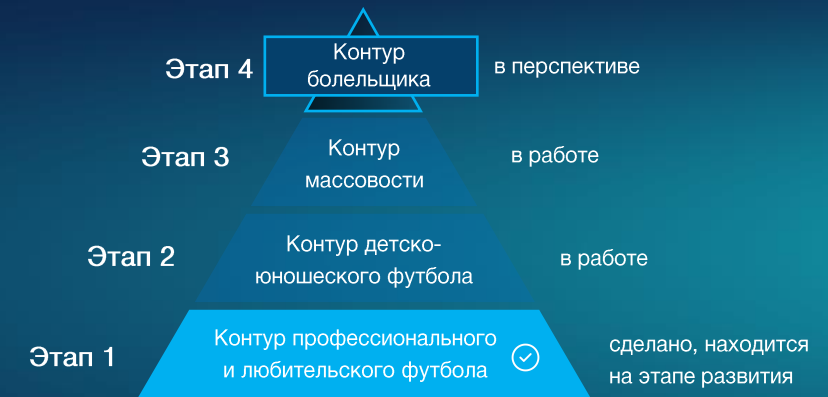 Этап 4
Контур
болельщика
в перспективе
Этап 3
Контур
массовости
в работе
Этап 2
Контур детско-
юношеского футбола
в работе
Этап 1
Контур профессионального
и любительского футбола
сделано, находится
на этапе развития